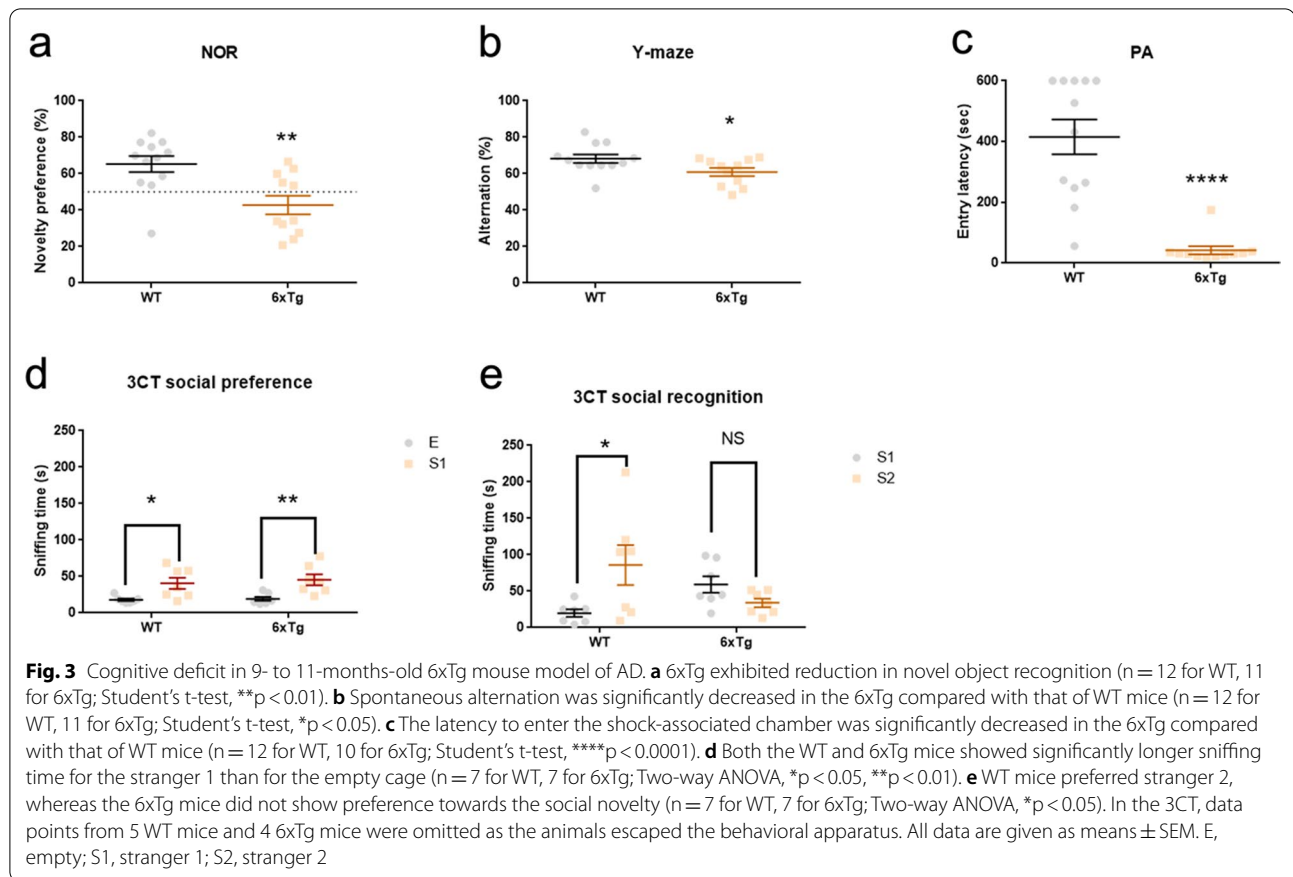 a
NOR
Novelty preference (%)
100
80
60
40
20
0
**
WT
6xTg
b
Y-maze
Alternation (%)
100
80
60
40
20
0
*
WT
6xTg
c
PA
Entry latency (sec)
600
400
200
0
****
WT
6xTg
d
3CT social preference
Sniffing time (s)
250
200
150
100
50
0
*
**
WT
6xTg
E
S1
e
3CT social recognition
Sniffing time (s)
250
200
150
100
50
0
*
NS
WT
6xTg
S1
S2
Fig. 3 Cognitive deficit in 9- to 11-months-old 6xTg mouse model of AD. a 6xTg exhibited reduction in novel object recognition (n = 12 for WT, 11
for 6xTg; Student's t-test, **p < 0.01). b Spontaneous alternation was significantly decreased in the 6xTg compared with that of WT mice (n = 12 for
WT, 11 for 6xTg; Student's t-test, *p < 0.05). c The latency to enter the shock-associated chamber was significantly decreased in the 6xTg compared
with that of WT mice (n = 12 for WT, 10 for 6xTg; Student's t-test, ****p < 0.0001). d Both the WT and 6xTg mice showed significantly longer sniffing
time for the stranger 1 than for the empty cage (n = 7 for WT, 7 for 6xTg; Two-way ANOVA, *p < 0.05, **p < 0.01). e WT mice preferred stranger 2,
whereas the 6xTg mice did not show preference towards the social novelty (n = 7 for WT, 7 for 6xTg; Two-way ANOVA, *p < 0.05). In the 3CT, data
points from 5 WT mice and 4 6xTg mice were omitted as the animals escaped the behavioral apparatus. All data are given as means ± SEM. E,
empty; S1, stranger 1; S2, stranger 2